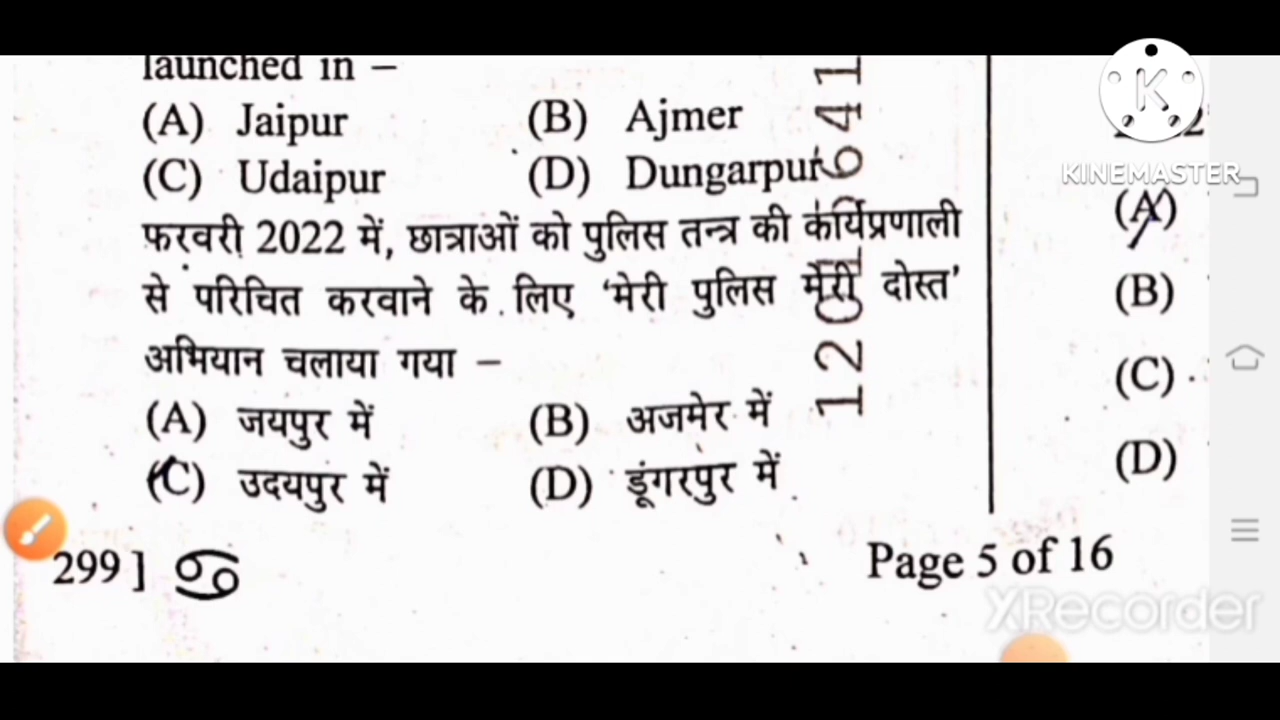 launched in –
(A) Jaipur (B) Ajmer
(C) Udaipur (D) Dungarpur
फरवरी 2022 में, छात्राओं को पुलिस तन्त्र की कार्यप्रणाली
से परिचित करवाने के लिए ‘मेरी पुलिस मेरी दोस्त’
अभियान चलाया गया –
(A) जयपुर में (B) अजमेर में
(C) उदयपुर में (D) डूंगरपुर में
299] Page 5 of 16
(A)
(B)
(C)
(D)
K
KINEMASTER
XRecorder